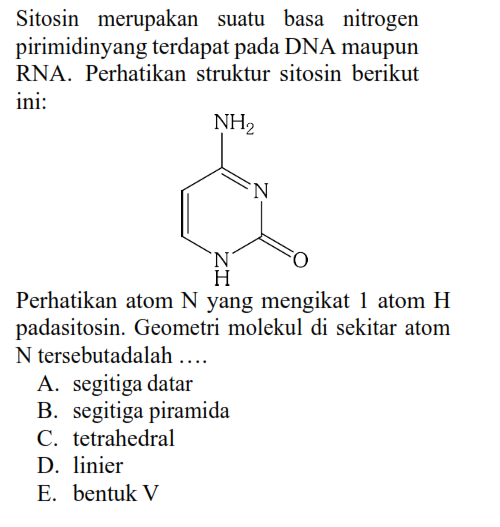 Sitosin merupakan suatu basa nitrogen
pirimidinyang terdapat pada DNA maupun
RNA. Perhatikan struktur sitosin berikut
ini:
NH₂
N
N
H
O
Perhatikan atom N yang mengikat 1 atom H
padasitosin. Geometri molekul di sekitar atom
N tersebutadalah ….
A. segitiga datar
B. segitiga piramida
C. tetrahedral
D. linier
E. bentuk V